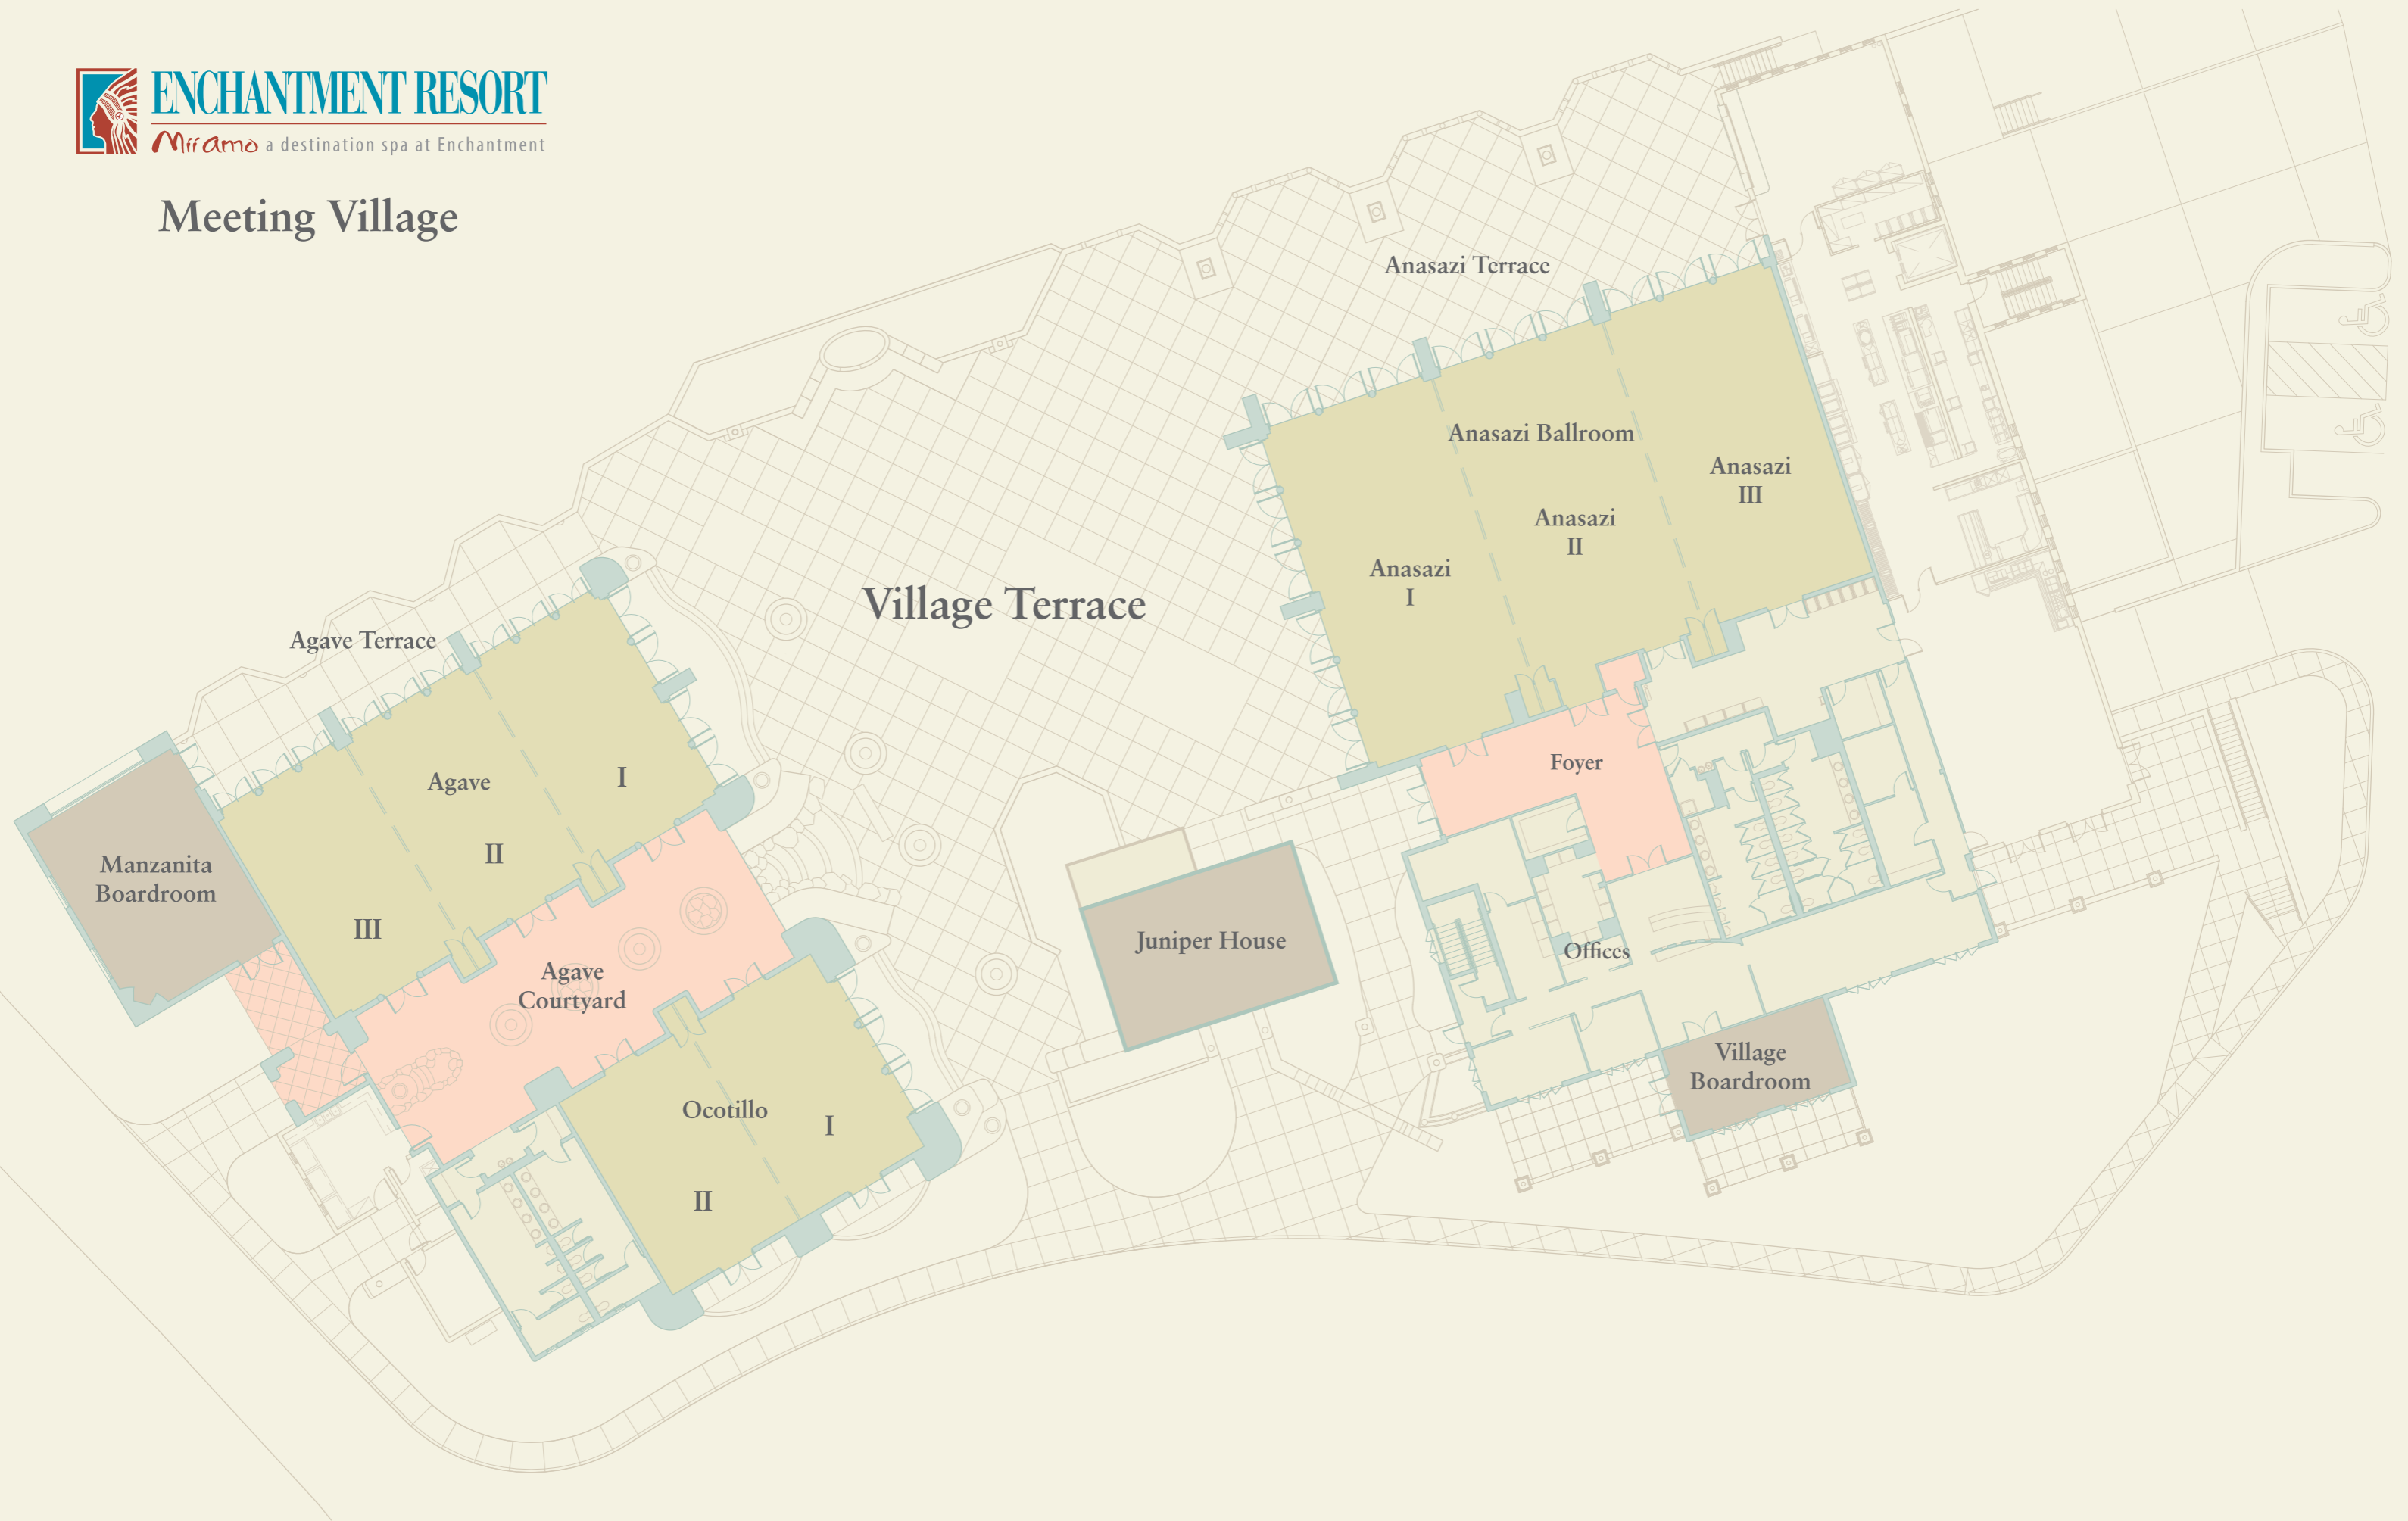 ENCHANTMENT RESORT
Mii amo a destination spa at Enchantment
Meeting Village
Anasazi Terrace
Anasazi Ballroom
Anasazi
III
Anasazi
II
Anasazi
I
Village Terrace
Agave Terrace
Agave
I
II
III
Manzanita
Boardroom
Agave
Courtyard
Foyer
Juniper House
Offices
Village
Boardroom
Ocotillo
I
II